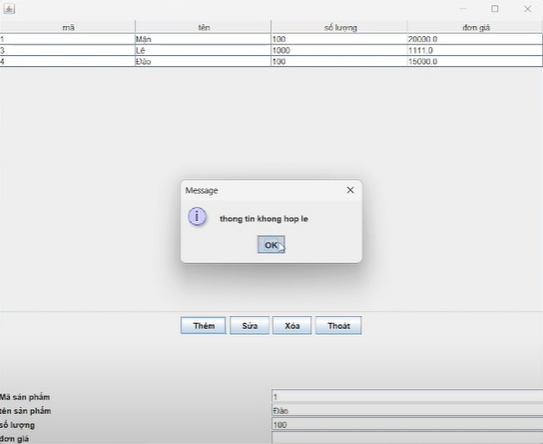 mã tên số lượng đơn giá
1 Mận 100 20000.0
3 Lê 1000 1111.0
4 Đào 100 15000.0
Message
thong tin khong hop le
OK
Thêm Sửa Xóa Thoát
Mã sản phẩm 1
tên sản phẩm Đào
số lượng 100
đơn giá